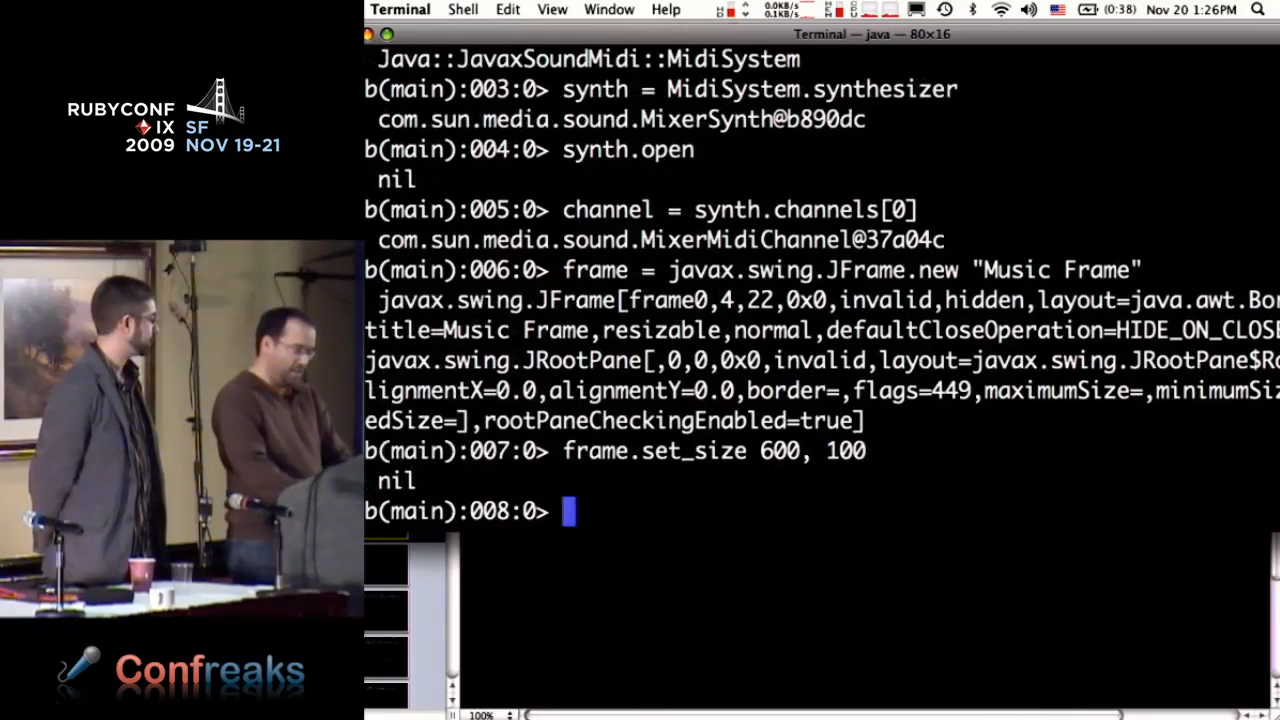 Terminal Shell Edit View Window Help 0.0KB/s 0.1KB/s (0:38) Nov 20 1:26PM
Terminal — java — 80×16
Java::JavaxSoundMidi::MidiSystem
b(main):003:0> synth = MidiSystem.synthesizer
com.sun.media.sound.MixerSynth@b890dc
b(main):004:0> synth.open
nil
b(main):005:0> channel = synth.channels[0]
com.sun.media.sound.MixerMidiChannel@37a04c
b(main):006:0> frame = javax.swing.JFrame.new "Music Frame"
javax.swing.JFrame[frame0,4,22,0x0,invalid,hidden,layout=java.awt.Bor
title=Music Frame,resizable,normal,defaultCloseOperation=HIDE_ON_CLOS
javax.swing.JRootPane[,0,0,0x0,invalid,layout=javax.swing.JRootPane$Ro
lignmentX=0.0,alignmentY=0.0,border=,flags=449,maximumSize=,minimumSiz
edSize=],rootPaneCheckingEnabled=true]
b(main):007:0> frame.set_size 600, 100
nil
b(main):008:0>
100%
RUBYCONF
IX SF
2009 NOV 19-21
Confreaks